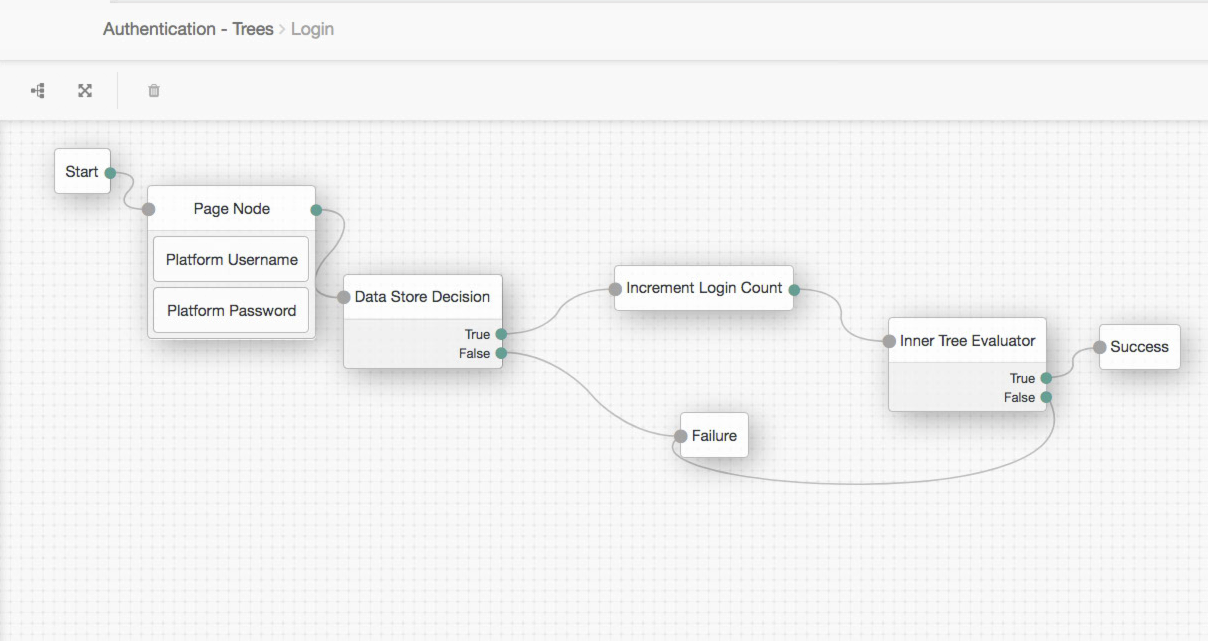 Authentication - Trees > Login
Start
Page Node
Platform Username
Platform Password
Data Store Decision
True
False
Increment Login Count
Inner Tree Evaluator
True
False
Success
Failure